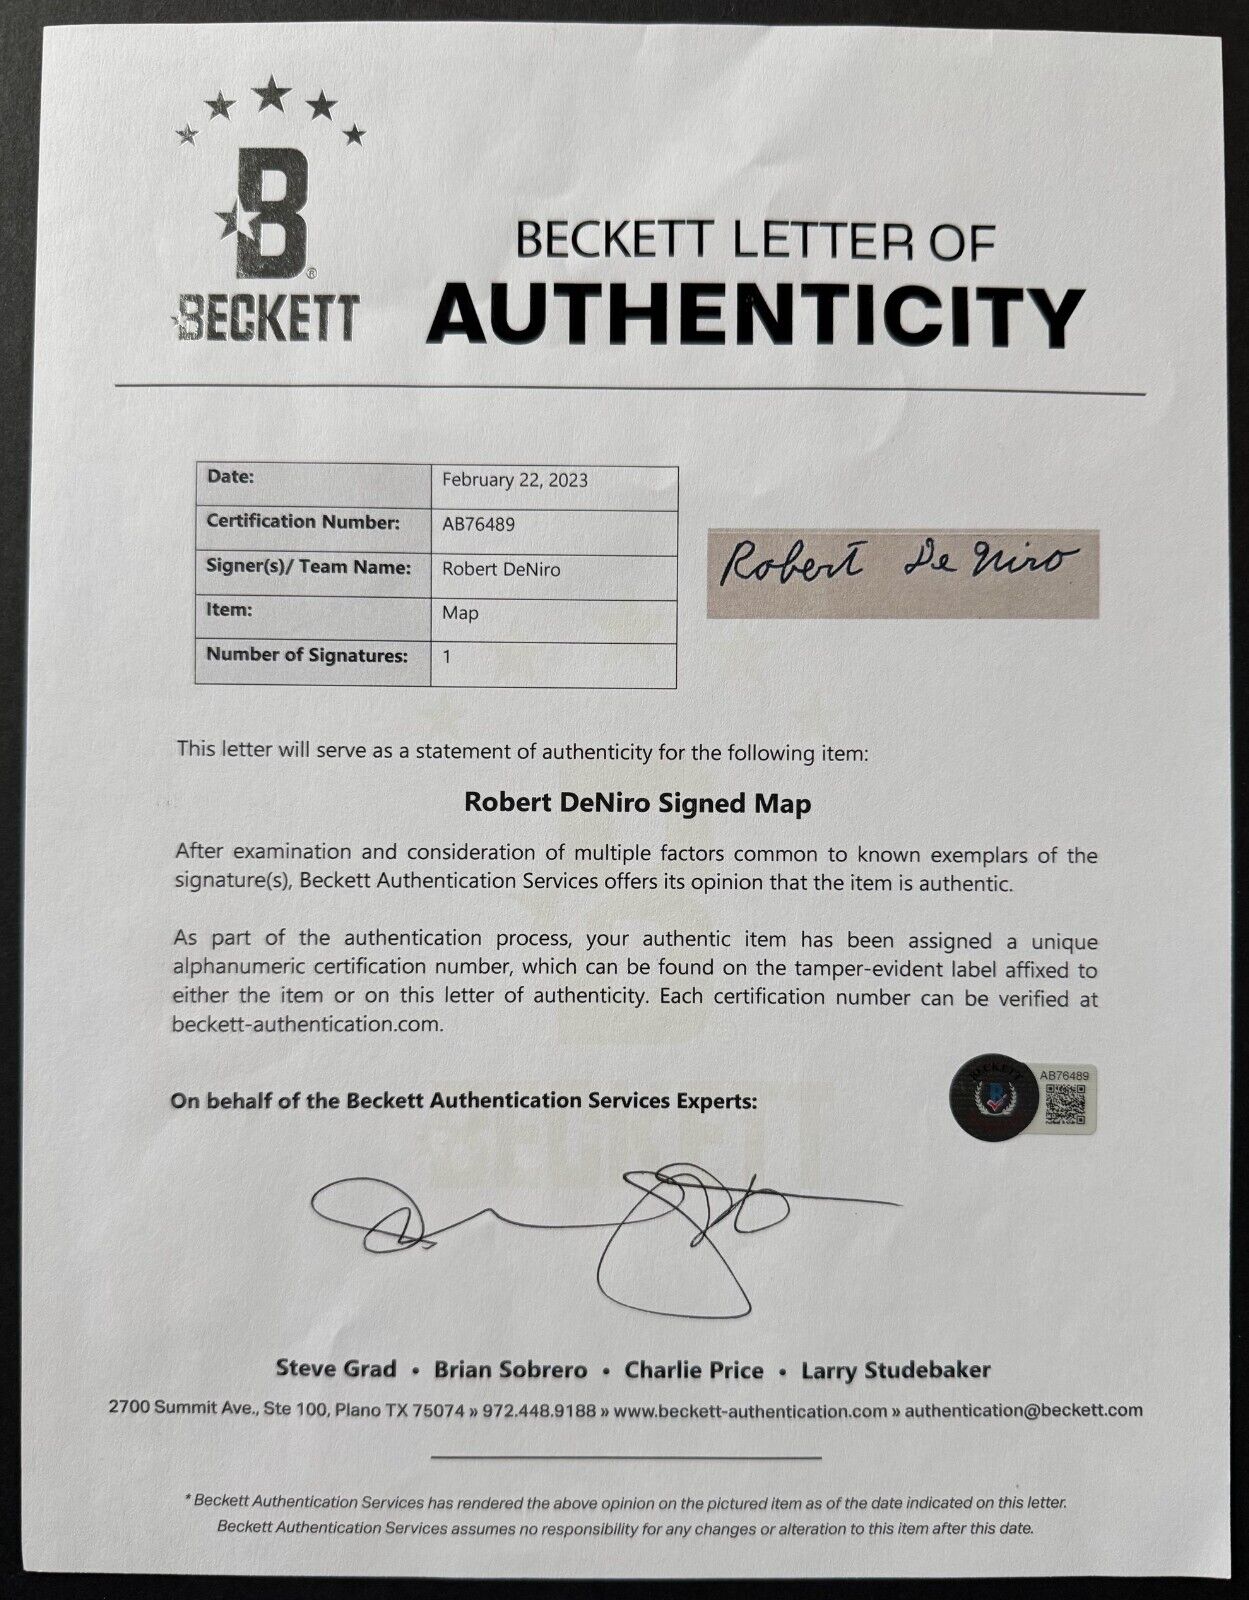 BECKETT
BECKETT LETTER OF
AUTHENTICITY
Date: February 22, 2023
Certification Number: AB76489
Signer(s)/ Team Name: Robert DeNiro
Item: Map
Number of Signatures: 1
Robert De Niro
This letter will serve as a statement of authenticity for the following item:
Robert DeNiro Signed Map
After examination and consideration of multiple factors common to known exemplars of the
signature(s), Beckett Authentication Services offers its opinion that the item is authentic.
As part of the authentication process, your authentic item has been assigned a unique
alphanumeric certification number, which can be found on the tamper-evident label affixed to
either the item or on this letter of authenticity. Each certification number can be verified at
beckett-authentication.com.
On behalf of the Beckett Authentication Services Experts:
BECKETT
AB76489
Steve Grad • Brian Sobrero • Charlie Price • Larry Studebaker
2700 Summit Ave., Ste 100, Plano TX 75074 » 972.448.9188 » www.beckett-authentication.com » authentication@beckett.com
* Beckett Authentication Services has rendered the above opinion on the pictured item as of the date indicated on this letter.
Beckett Authentication Services assumes no responsibility for any changes or alteration to this item after this date.